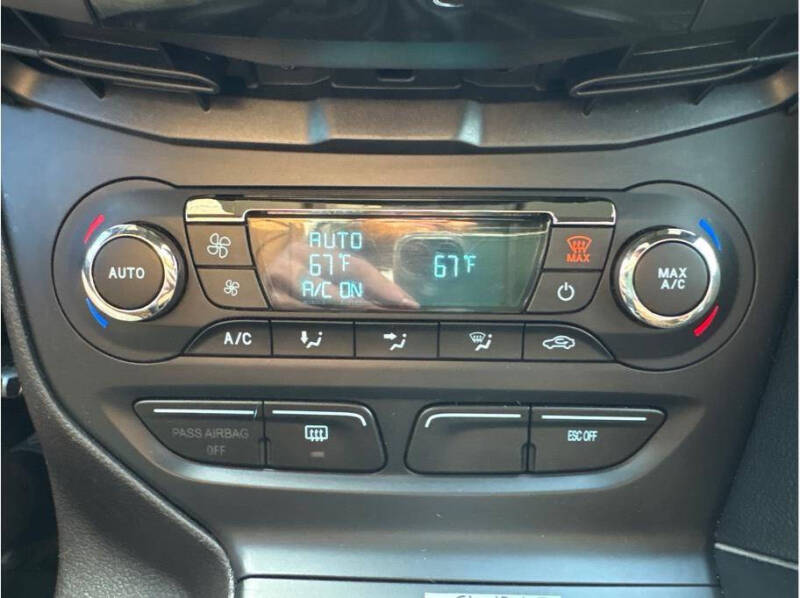 AUTO
67°F
A/C ON
67°F
AUTO
MAX
MAX
A/C
A/C
PASS AIRBAG
OFF
ESC OFF